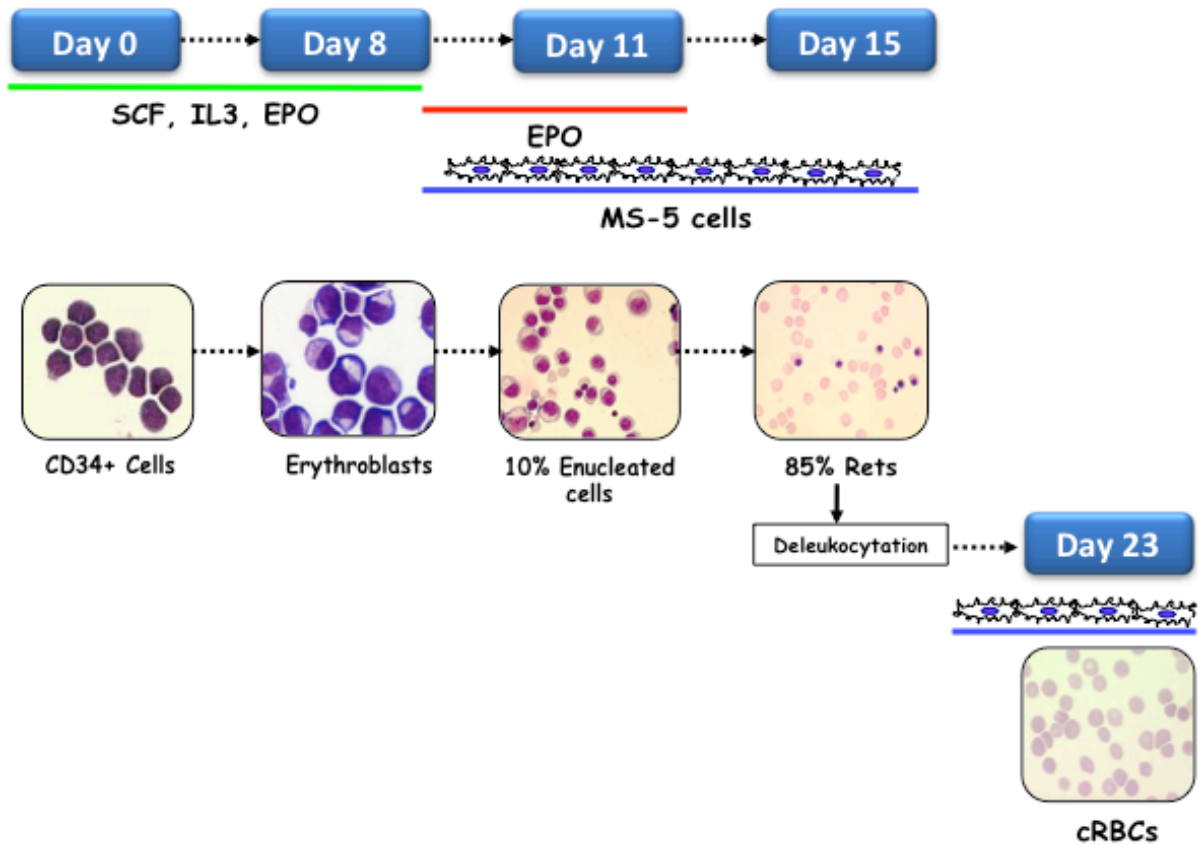 Day 0
Day 8
Day 11
Day 15
SCF, IL3, EPO
EPO
MS-5 cells
CD34+ Cells
Erythroblasts
10% Enucleated
cells
85% Rets
Deleukocytation
Day 23
cRBCs